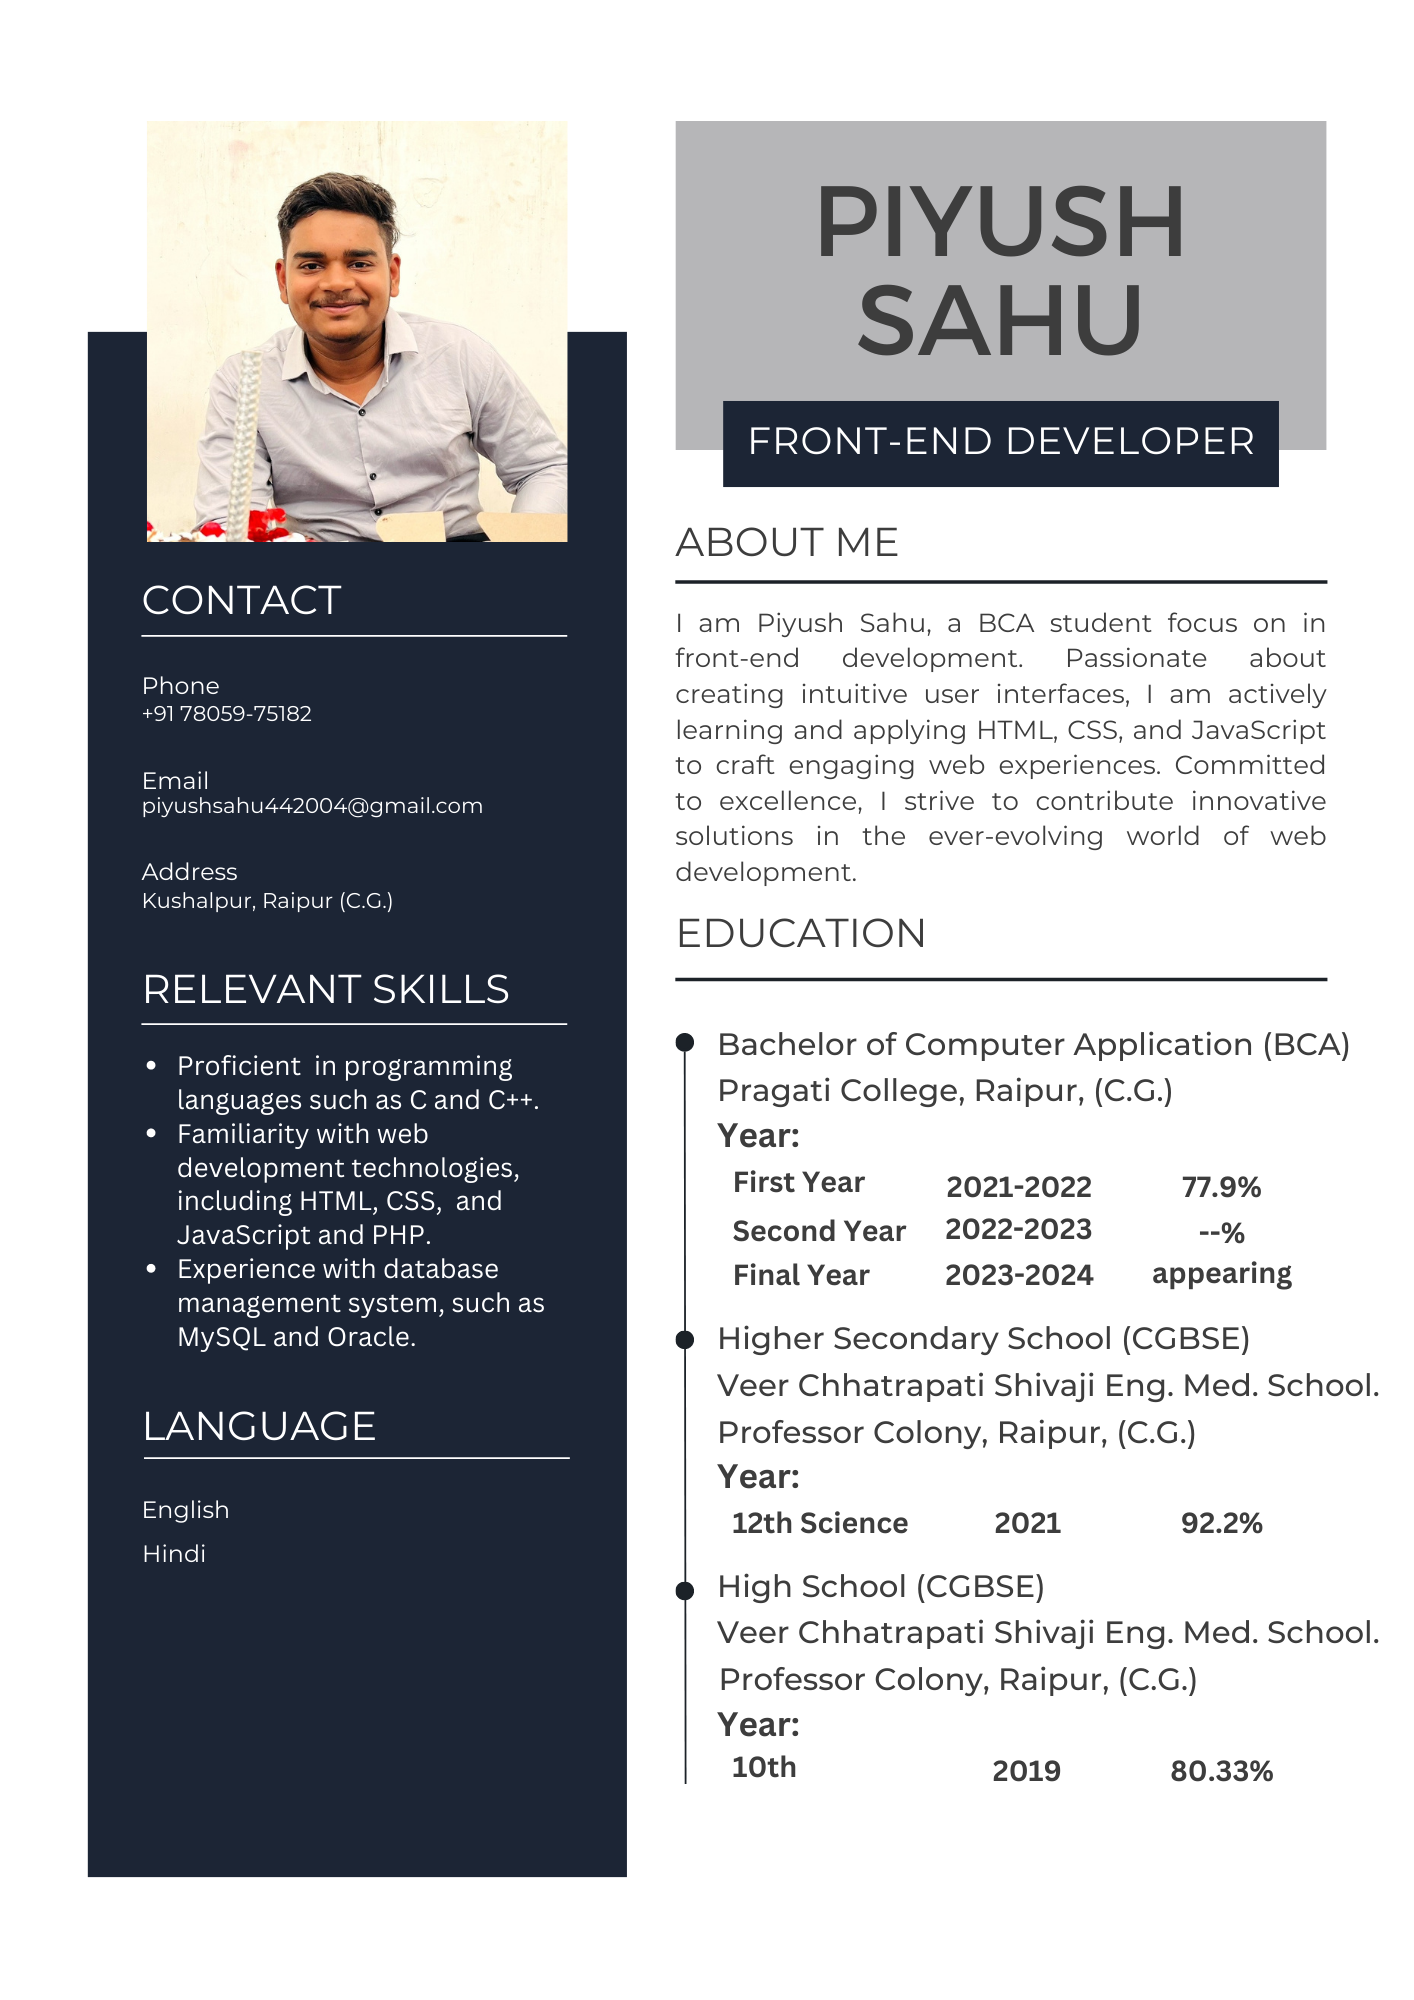 PIYUSH
SAHU
FRONT-END DEVELOPER
CONTACT
Phone
+91 78059-75182
Email
piyushsahu442004@gmail.com
Address
Kushalpur, Raipur (C.G.)
RELEVANT SKILLS
• Proficient  in programming
languages such as C and C++.
• Familiarity with web
development technologies,
including HTML, CSS,  and
JavaScript and PHP.
• Experience with database
management system, such as
MySQL and Oracle.
LANGUAGE
English
Hindi
ABOUT ME
I am Piyush Sahu, a BCA student focus on in
front-end development. Passionate about
creating intuitive user interfaces, I am actively
learning and applying HTML, CSS, and JavaScript
to craft engaging web experiences. Committed
to excellence, I strive to contribute innovative
solutions in the ever-evolving world of web
development.
EDUCATION
Bachelor of Computer Application (BCA)
Pragati College, Raipur, (C.G.)
Year:
First Year 2021-2022 77.9%
Second Year 2022-2023 --%
Final Year 2023-2024 appearing
Higher Secondary School (CGBSE)
Veer Chhatrapati Shivaji Eng. Med. School.
Professor Colony, Raipur, (C.G.)
Year:
12th Science 2021 92.2%
High School (CGBSE)
Veer Chhatrapati Shivaji Eng. Med. School.
Professor Colony, Raipur, (C.G.)
Year:
10th 2019 80.33%